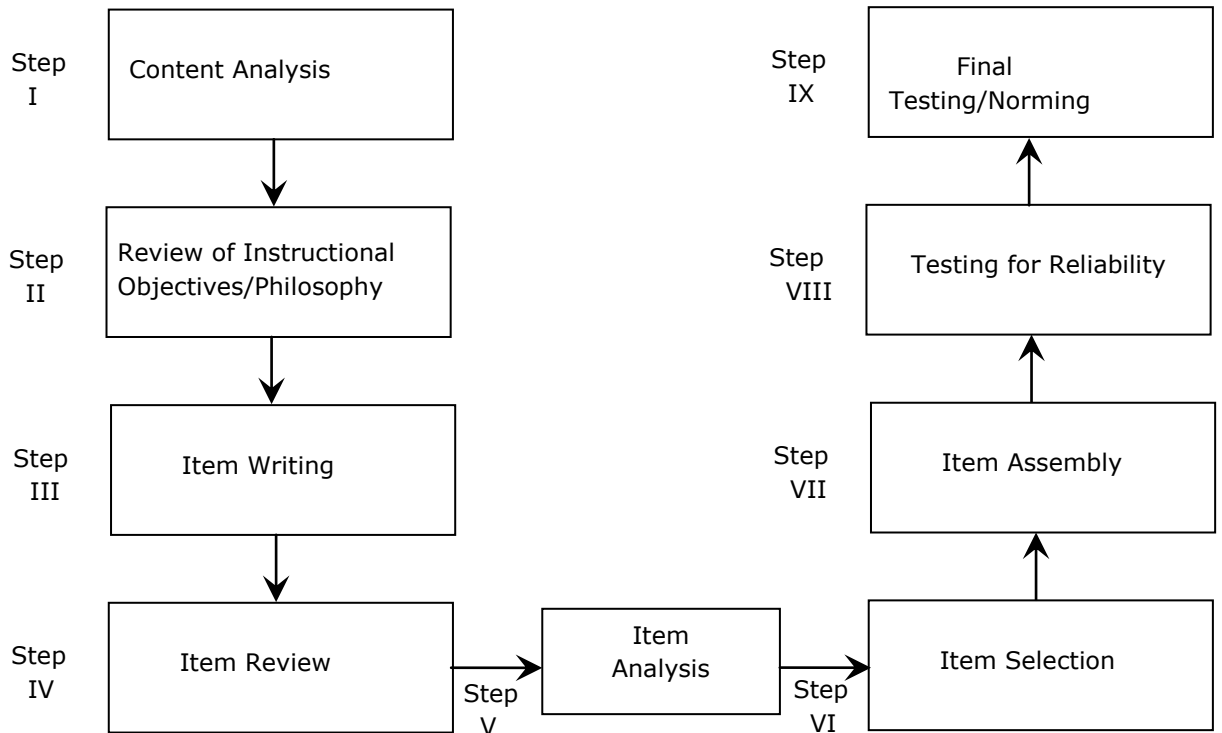 Step
I
Content Analysis
Step
II
Review of Instructional
Objectives/Philosophy
Step
III
Item Writing
Step
IV
Item Review
Step
V
Item
Analysis
Step
VI
Item Selection
Step
VII
Item Assembly
Step
VIII
Testing for Reliability
Step
IX
Final
Testing/Norming